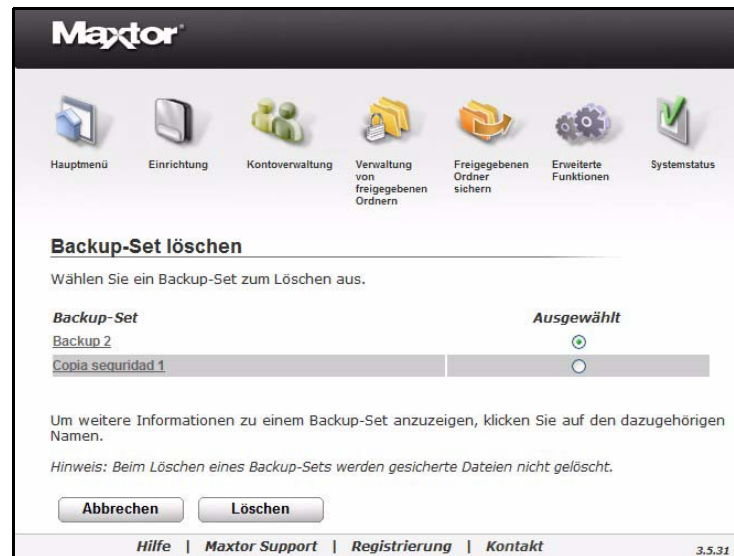 Maxtor
Hauptmenü
Einrichtung
Kontoverwaltung
Verwaltung
von
freigegebenen
Ordnern
Freigegebenen
Ordner
sichern
Erweiterte
Funktionen
Systemstatus
Backup-Set löschen
Wählen Sie ein Backup-Set zum Löschen aus.
Backup-Set Ausgewählt
Backup 2
Copia seguridad 1
Um weitere Informationen zu einem Backup-Set anzuzeigen, klicken Sie auf den dazugehörigen
Namen.
Hinweis: Beim Löschen eines Backup-Sets werden gesicherte Dateien nicht gelöscht.
Abbrechen Löschen
Hilfe | Maxtor Support | Registrierung | Kontakt 3.5.31